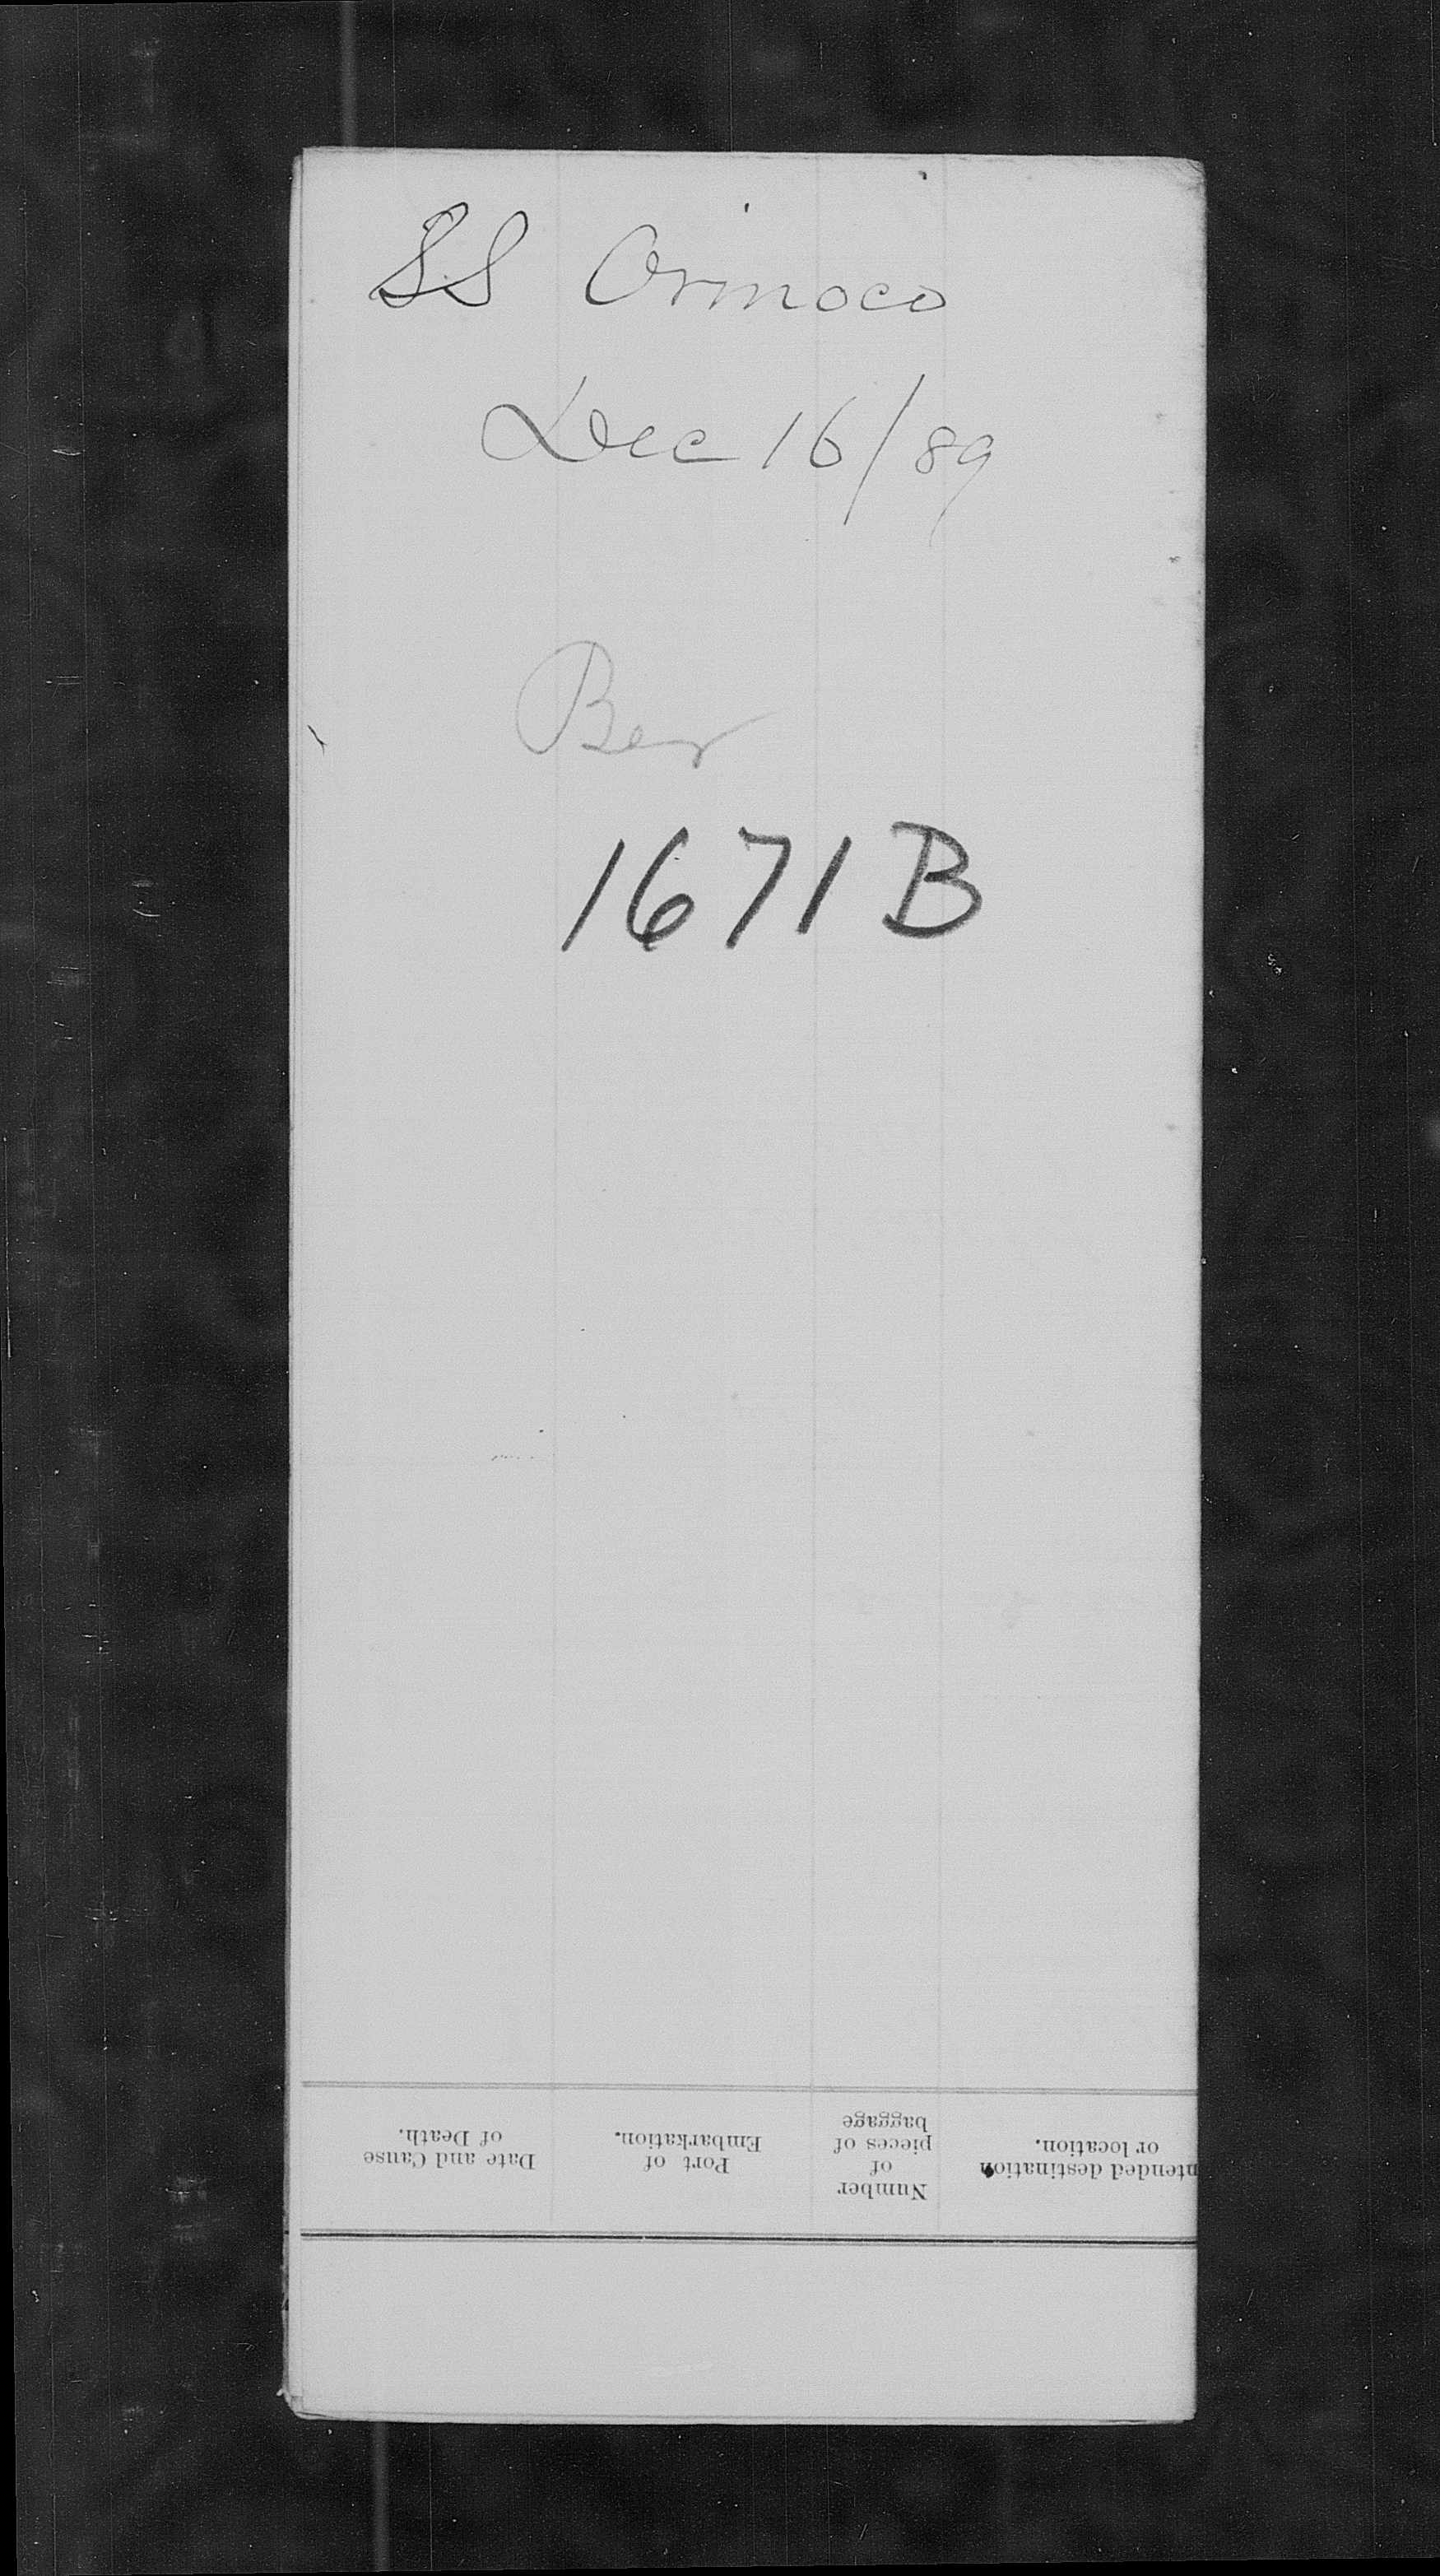 SS Orinoco
Dec 16/89
Ber
1671 B
Date and Cause
of Death.
Port of
Embarkation.
Number
of
pieces of
baggage
ntended destination
or location.